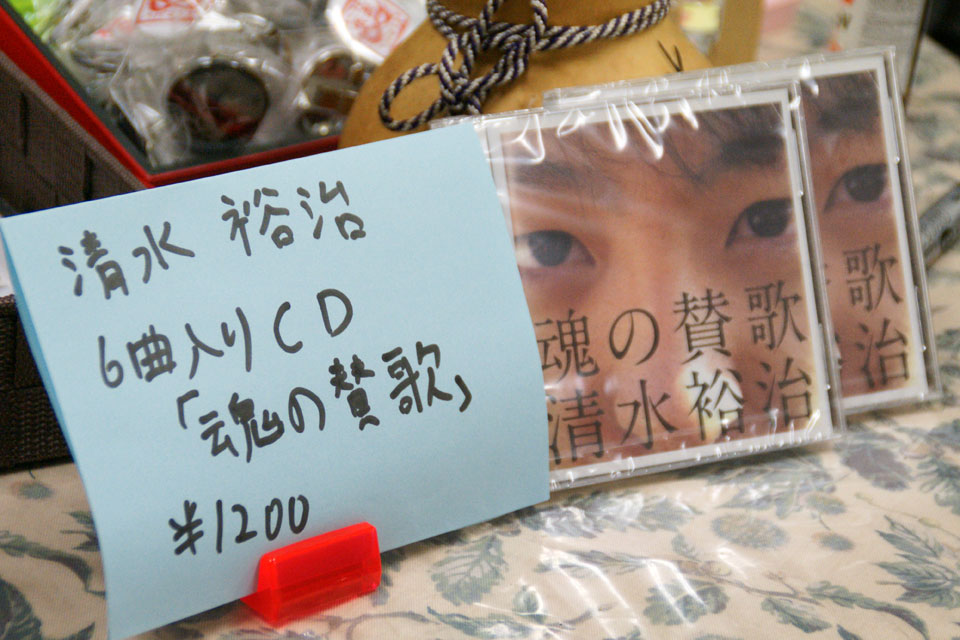 清水 裕治
6曲入りCD
「魂の賛歌」
¥1200
魂の賛歌
清水裕治
歌
治